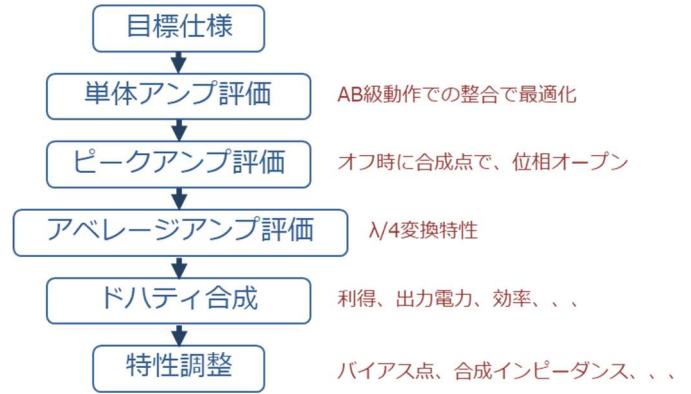 目標仕様
単体アンプ評価
AB級動作での整合で最適化
ピークアンプ評価
オフ時に合成点で、位相オープン
アベレージアンプ評価
λ/4変換特性
ドハティ合成
利得、出力電力、効率、、、
特性調整
バイアス点、合成インピーダンス、、、